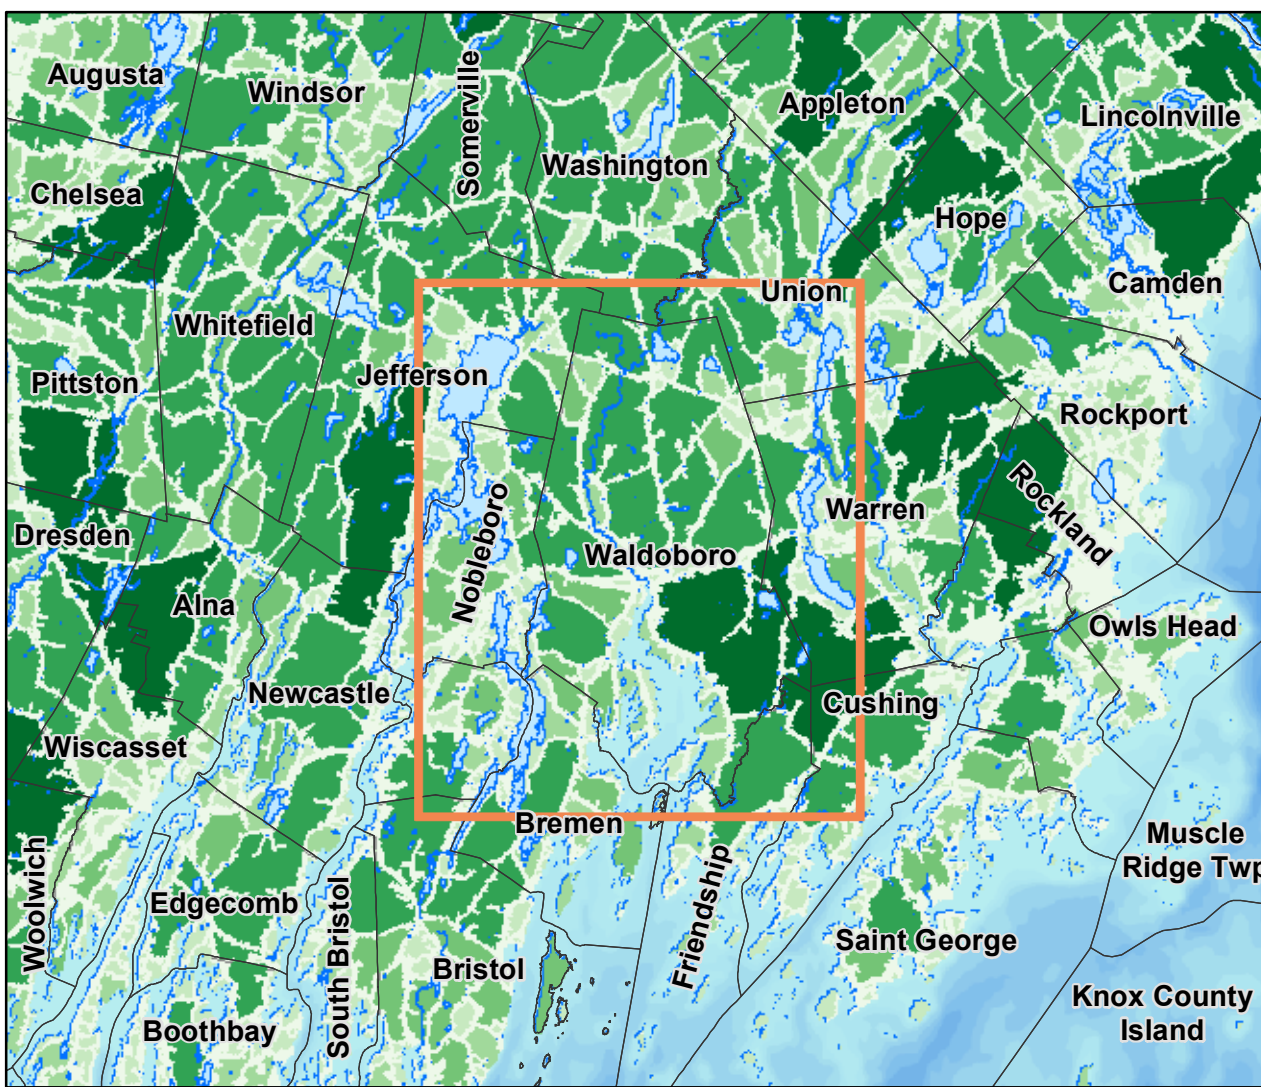 Augusta
Windsor
Somerville
Appleton
Lincolnville
Washington
Chelsea
Hope
Camden
Union
Whitefield
Jefferson
Pittston
Rockport
Rockland
Nobleboro
Warren
Dresden
Waldoboro
Alna
Owls Head
Newcastle
Cushing
Wiscasset
Bremen
Muscle
Ridge Twp
Woolwich
Edgecomb
South Bristol
Friendship
Saint George
Bristol
Knox County
Island
Boothbay